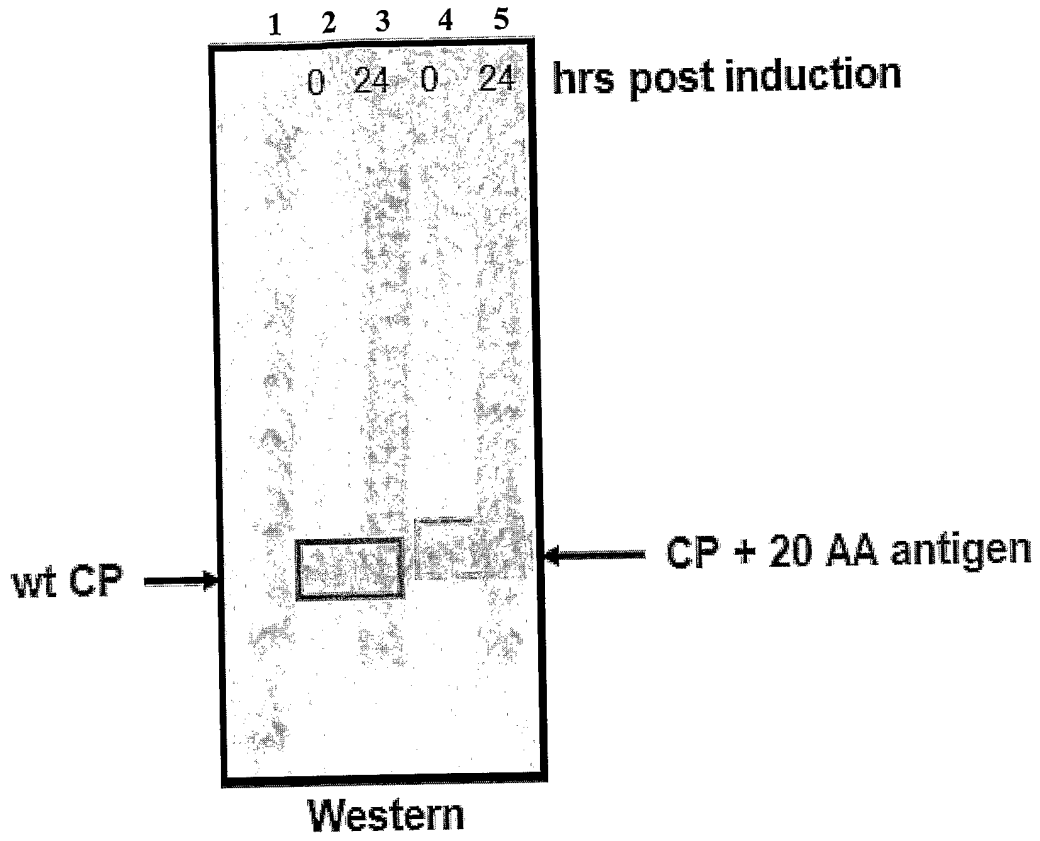 1 2 3 4 5
0 24 0 24 hrs post induction
CP + 20 AA antigen
wt CP
Western